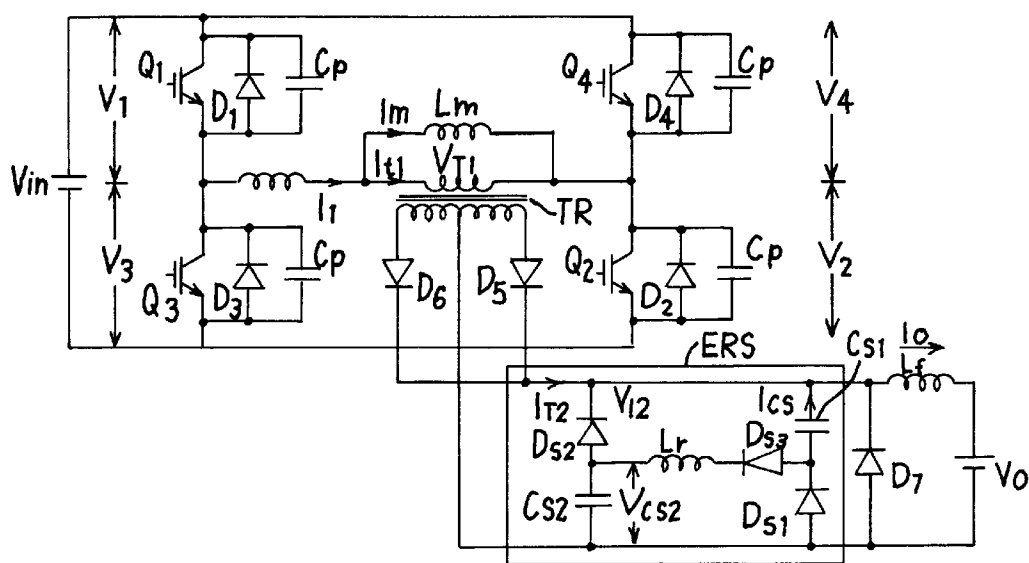 Q1
D1
Cp
Q4
D4
Cp
V1
V4
Im
Lm
Vin
It1
VT1
I1
TR
V3
Q3
D3
Cp
D6
D5
Q2
D2
Cp
V2
ERS
CS1
Io
Lf
IT2
V12
ICS
DS2
Lr
DS3
D7
Vo
CS2
VCS2
DS1